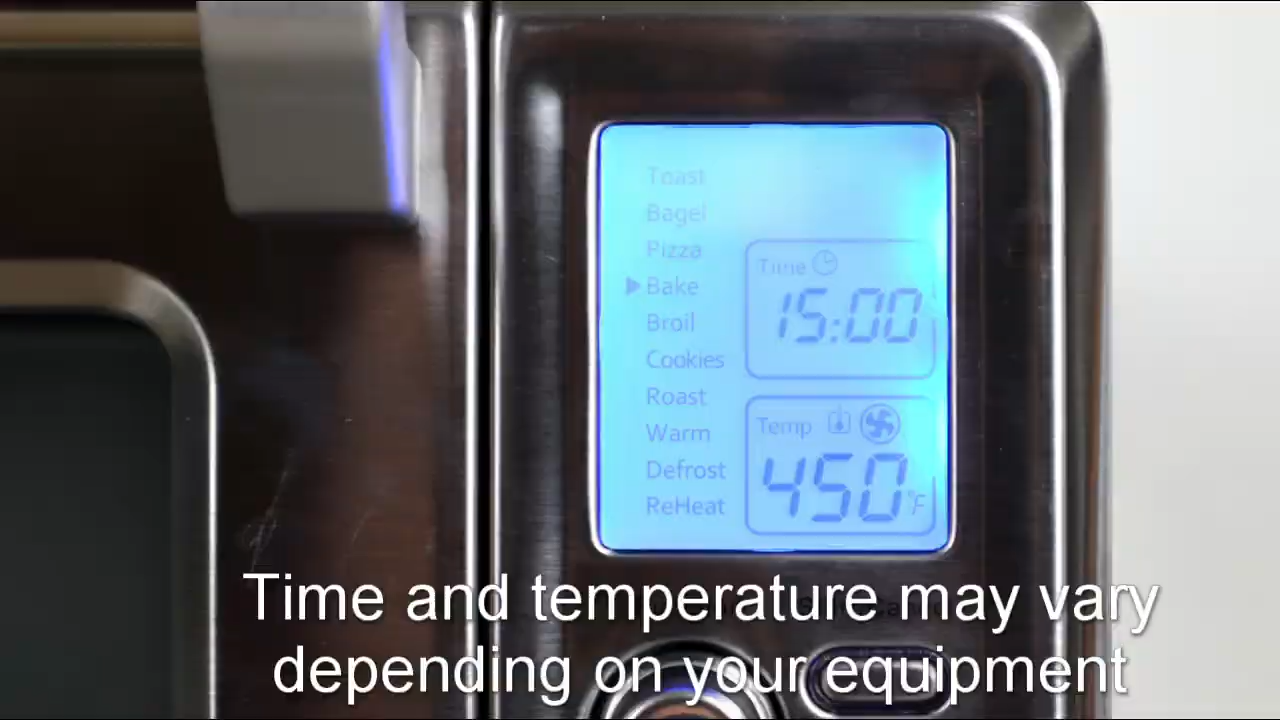 Toast
Bagel
Pizza
Bake
Broil
Cookies
Roast
Warm
Defrost
ReHeat
Time
15:00
Temp
450°F
Time and temperature may vary
depending on your equipment